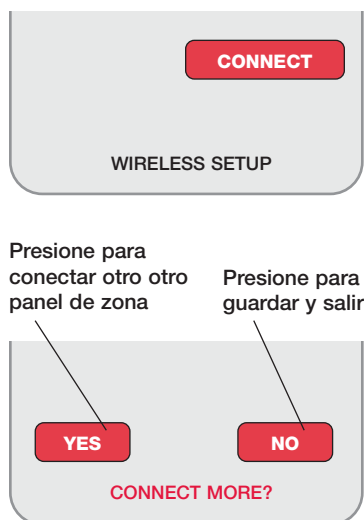 CONNECT
WIRELESS SETUP
Presione para
conectar otro otro
panel de zona
Presione para
guardar y salir
YES
NO
CONNECT MORE?